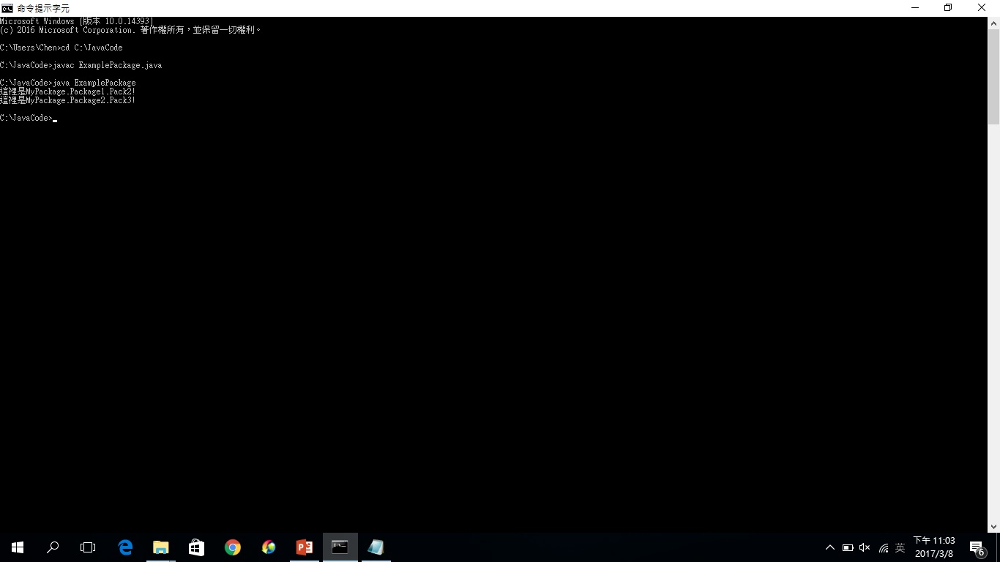 命令提示字元
Microsoft Windows [版本 10.0.14393]
(c) 2016 Microsoft Corporation. 著作權所有，並保留一切權利。
C:\Users\Chen>cd C:\JavaCode
C:\JavaCode>javac ExamplePackage.java
C:\JavaCode>java ExamplePackage
這裡是MyPackage.Package1.Pack2!
這裡是MyPackage.Package2.Pack3!
C:\JavaCode>
英
下午 11:03
2017/3/8
6